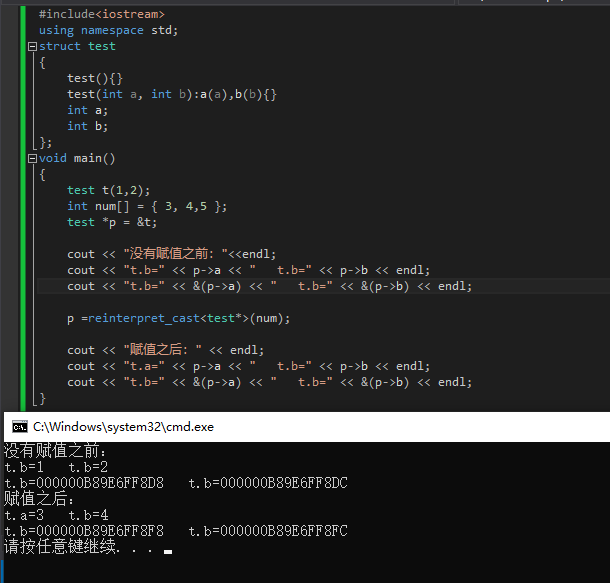 #include<iostream>
using namespace std;
struct test
{
test(){}
test(int a, int b):a(a),b(b){}
int a;
int b;
};
void main()
{
test t(1,2);
int num[] = { 3, 4,5 };
test *p = &t;
cout << "没有赋值之前："<<endl;
cout << "t.b=" << p->a << "   t.b=" << p->b << endl;
cout << "t.b=" << &(p->a) << "   t.b=" << &(p->b) << endl;
p =reinterpret_cast<test*>(num);
cout << "赋值之后：" << endl;
cout << "t.a=" << p->a << "   t.b=" << p->b << endl;
cout << "t.b=" << &(p->a) << "   t.b=" << &(p->b) << endl;
}
C:\Windows\system32\cmd.exe
没有赋值之前：
t.b=1   t.b=2
t.b=000000B89E6FF8D8   t.b=000000B89E6FF8DC
赋值之后：
t.a=3   t.b=4
t.b=000000B89E6FF8F8   t.b=000000B89E6FF8FC
请按任意键继续. . .